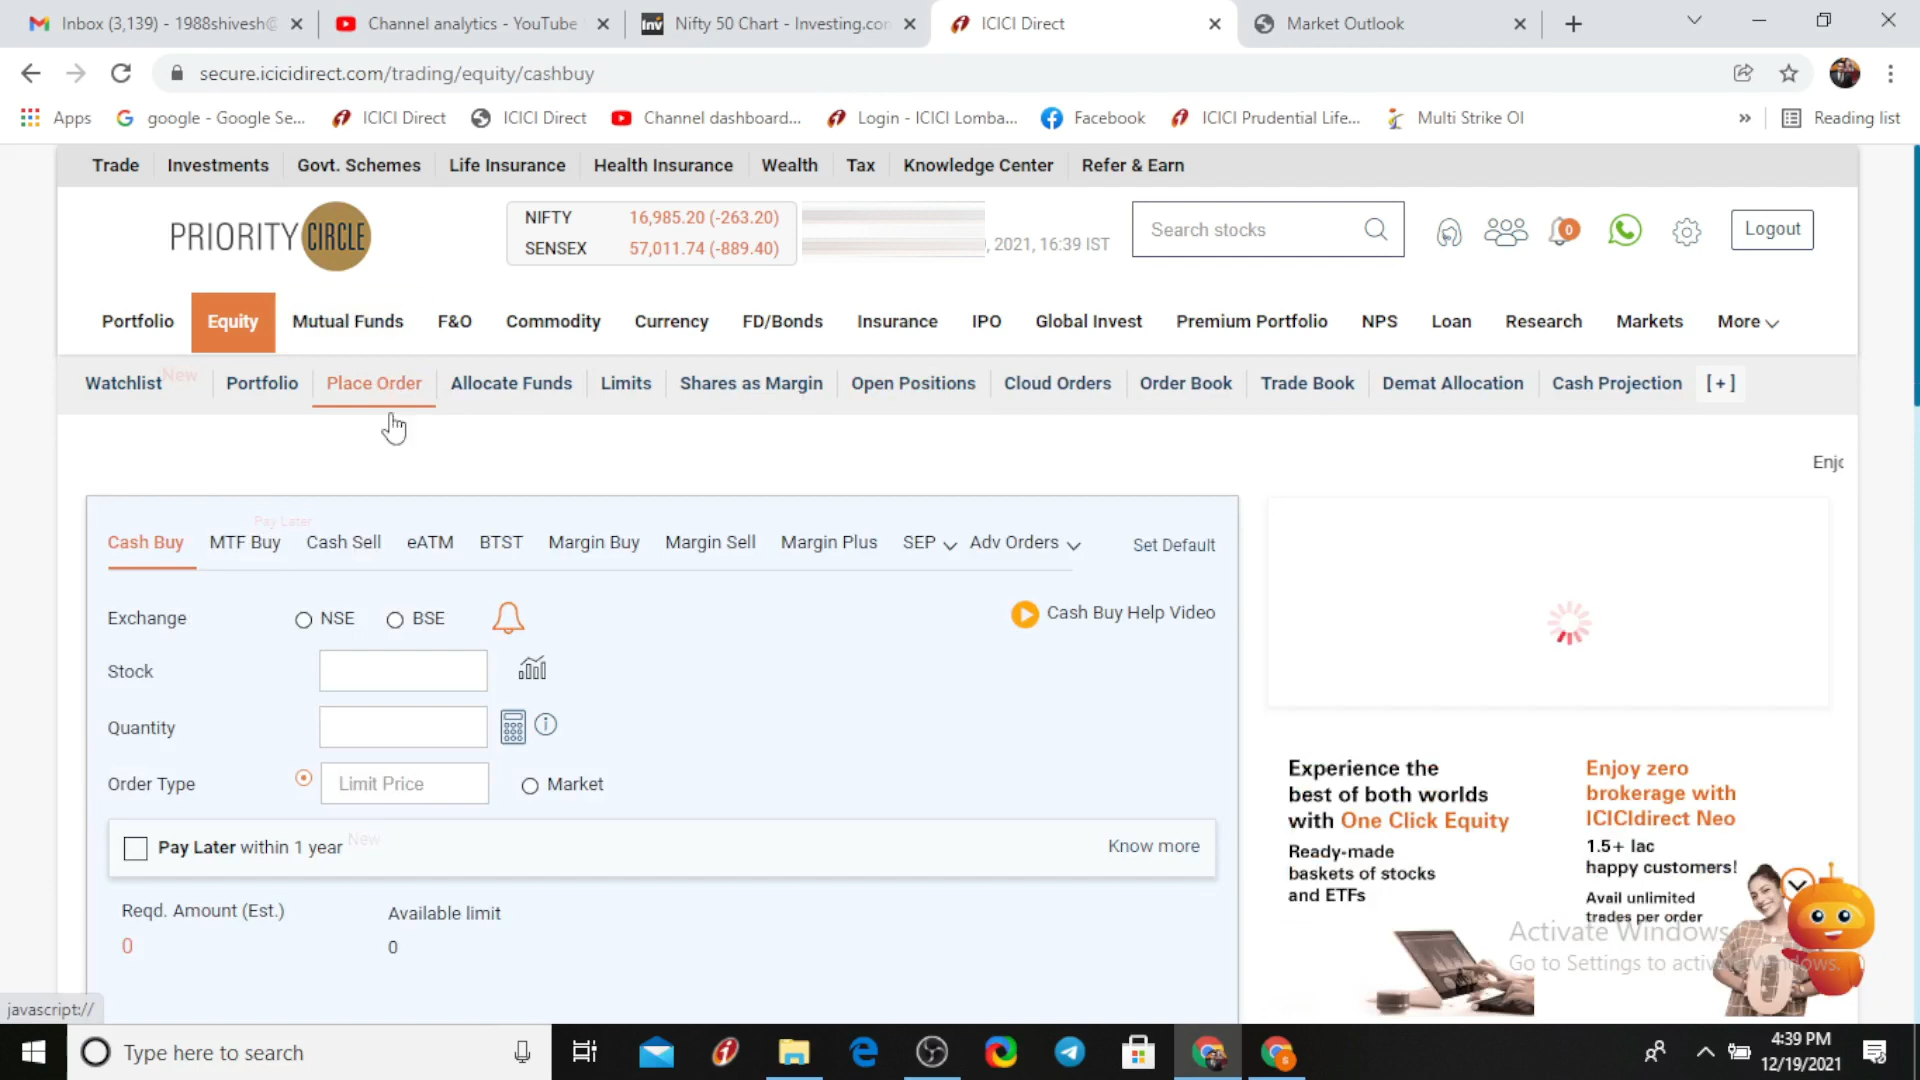 Inbox (3,139) - 1988shivesh@
Channel analytics - YouTube
Inv
Nifty 50 Chart - Investing.con
ICICI Direct
Market Outlook
secure.icicidirect.com/trading/equity/cashbuy
Apps
google - Google Se...
ICICI Direct
ICICI Direct
Channel dashboard...
Login - ICICI Lomba...
Facebook
ICICI Prudential Life...
Multi Strike OI
»
Reading list
Trade
Investments
Govt. Schemes
Life Insurance
Health Insurance
Wealth
Tax
Knowledge Center
Refer & Earn
PRIORITY CIRCLE
NIFTY 16,985.20 (-263.20)
SENSEX 57,011.74 (-889.40)
, 2021, 16:39 IST
Search stocks
0
Logout
Portfolio
Equity
Mutual Funds
F&O
Commodity
Currency
FD/Bonds
Insurance
IPO
Global Invest
Premium Portfolio
NPS
Loan
Research
Markets
More
Watchlist New
Portfolio
Place Order
Allocate Funds
Limits
Shares as Margin
Open Positions
Cloud Orders
Order Book
Trade Book
Demat Allocation
Cash Projection
[+]
Enjo
Pay Later
Cash Buy
MTF Buy
Cash Sell
eATM
BTST
Margin Buy
Margin Sell
Margin Plus
SEP
Adv Orders
Set Default
Exchange
NSE
BSE
Cash Buy Help Video
Stock
Quantity
Order Type
Limit Price
Market
Pay Later within 1 year New
Know more
Reqd. Amount (Est.)
0
Available limit
0
Experience the
best of both worlds
with One Click Equity
Ready-made
baskets of stocks
and ETFs
Enjoy zero
brokerage with
ICICIdirect Neo
1.5+ lac
happy customers!
Avail unlimited
trades per order
Activate Windows
Go to Settings to activate Windows.
javascript://
Type here to search
4:39 PM
12/19/2021